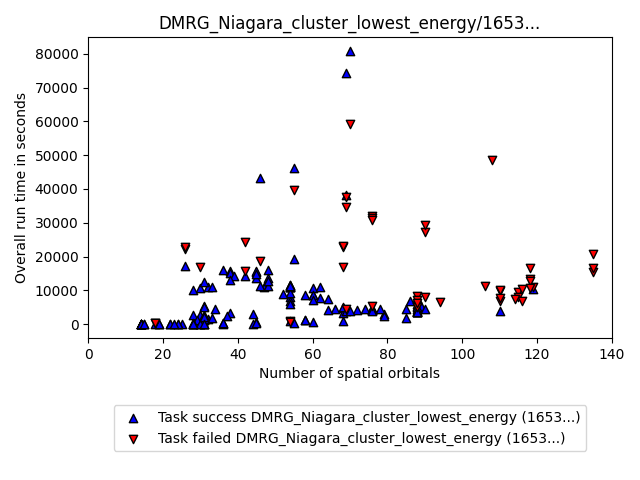 DMRG_Niagara_cluster_lowest_energy/1653...
80000
70000
60000
50000
40000
30000
20000
10000
0
Overall run time in seconds
0 20 40 60 80 100 120 140
Number of spatial orbitals
Task success DMRG_Niagara_cluster_lowest_energy (1653...)
Task failed DMRG_Niagara_cluster_lowest_energy (1653...)